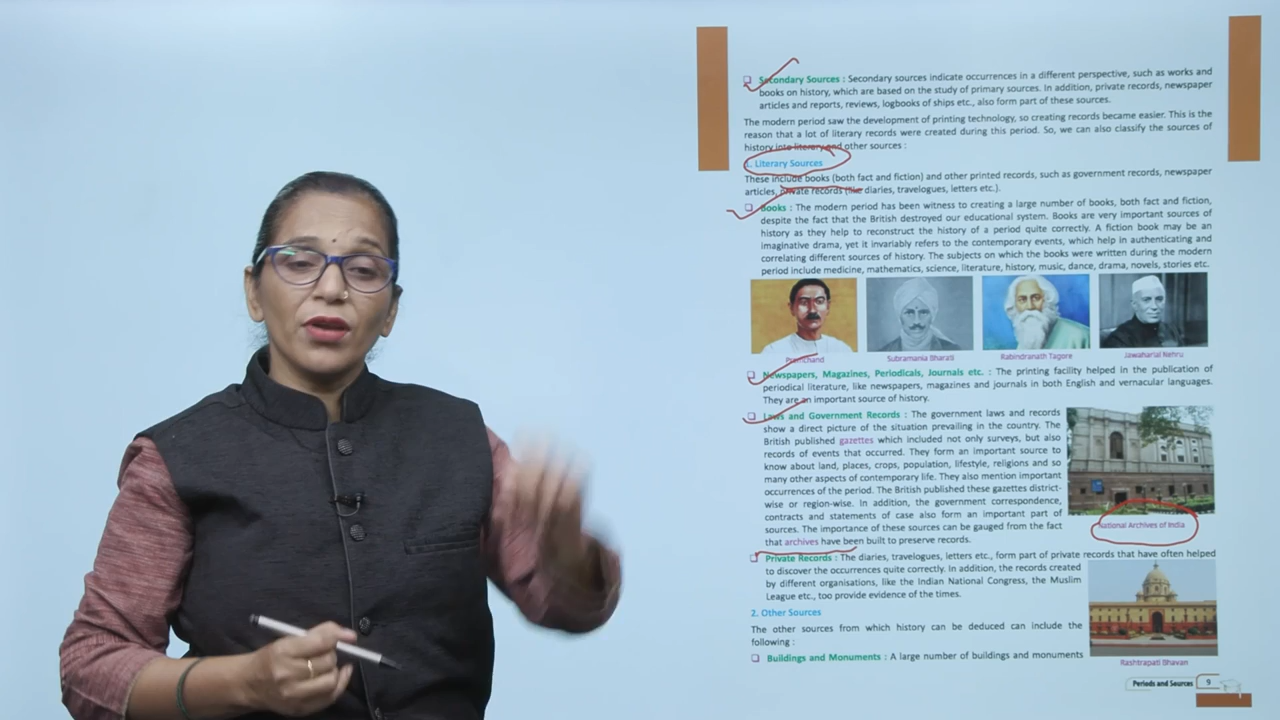 Secondary Sources : Secondary sources indicate occurrences in a different perspective, such as works and
books on history, which are based on the study of primary sources. In addition, private records, newspaper
articles and reports, reviews, logbooks of ships etc., also form part of these sources.
The modern period saw the development of printing technology, so creating records became easier. This is the
reason that a lot of literary records were created during this period. So, we can also classify the sources of
history into literary and other sources :
1. Literary Sources
These include books (both fact and fiction) and other printed records, such as government records, newspaper
articles, private records (like diaries, travelogues, letters etc.).
Books : The modern period has been witness to creating a large number of books, both fact and fiction,
despite the fact that the British destroyed our educational system. Books are very important sources of
history as they help to reconstruct the history of a period quite correctly. A fiction book may be an
imaginative drama, yet it invariably refers to the contemporary events, which help in authenticating and
correlating different sources of history. The subjects on which the books were written during the modern
period include medicine, mathematics, science, literature, history, music, dance, drama, novels, stories etc.
Premchand
Subramania Bharati
Rabindranath Tagore
Jawaharlal Nehru
Newspapers, Magazines, Periodicals, Journals etc. : The printing facility helped in the publication of
periodical literature, like newspapers, magazines and journals in both English and vernacular languages.
They are an important source of history.
Laws and Government Records : The government laws and records
show a direct picture of the situation prevailing in the country. The
British published gazettes which included not only surveys, but also
records of events that occurred. They form an important source to
know about land, places, crops, population, lifestyle, religions and so
many other aspects of contemporary life. They also mention important
occurrences of the period. The British published these gazettes district-
wise or region-wise. In addition, the government correspondence,
contracts and statements of case also form an important part of
sources. The importance of these sources can be gauged from the fact
that archives have been built to preserve records.
National Archives of India
Private Records : The diaries, travelogues, letters etc., form part of private records that have often helped
to discover the occurrences quite correctly. In addition, the records created
by different organisations, like the Indian National Congress, the Muslim
League etc., too provide evidence of the times.
2. Other Sources
The other sources from which history can be deduced can include the
following :
Buildings and Monuments : A large number of buildings and monuments
Rashtrapati Bhavan
Periods and Sources 9